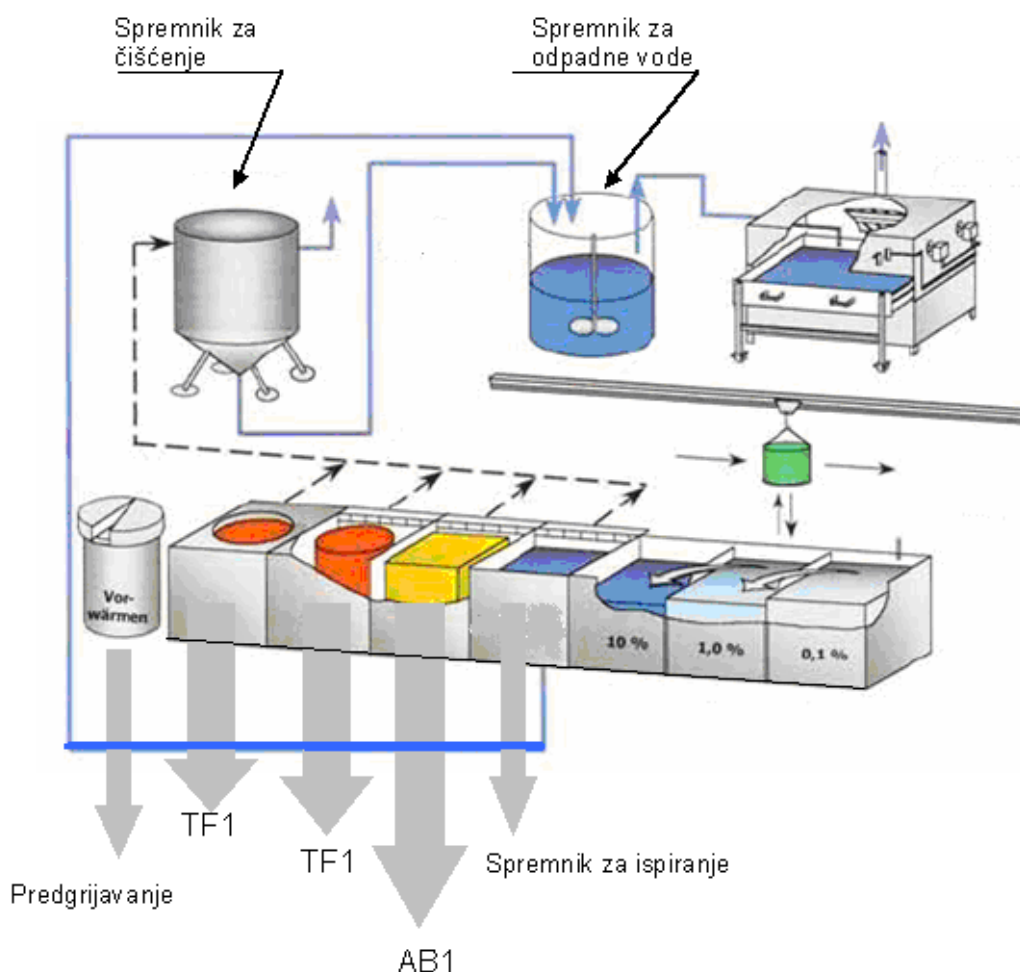 Spremnik za
čišćenje
Spremnik za
odpadne vode
Vor-
wärmen
10 %
1,0 %
0,1 %
TF1
TF1
Spremnik za ispiranje
Predgrijavanje
AB1